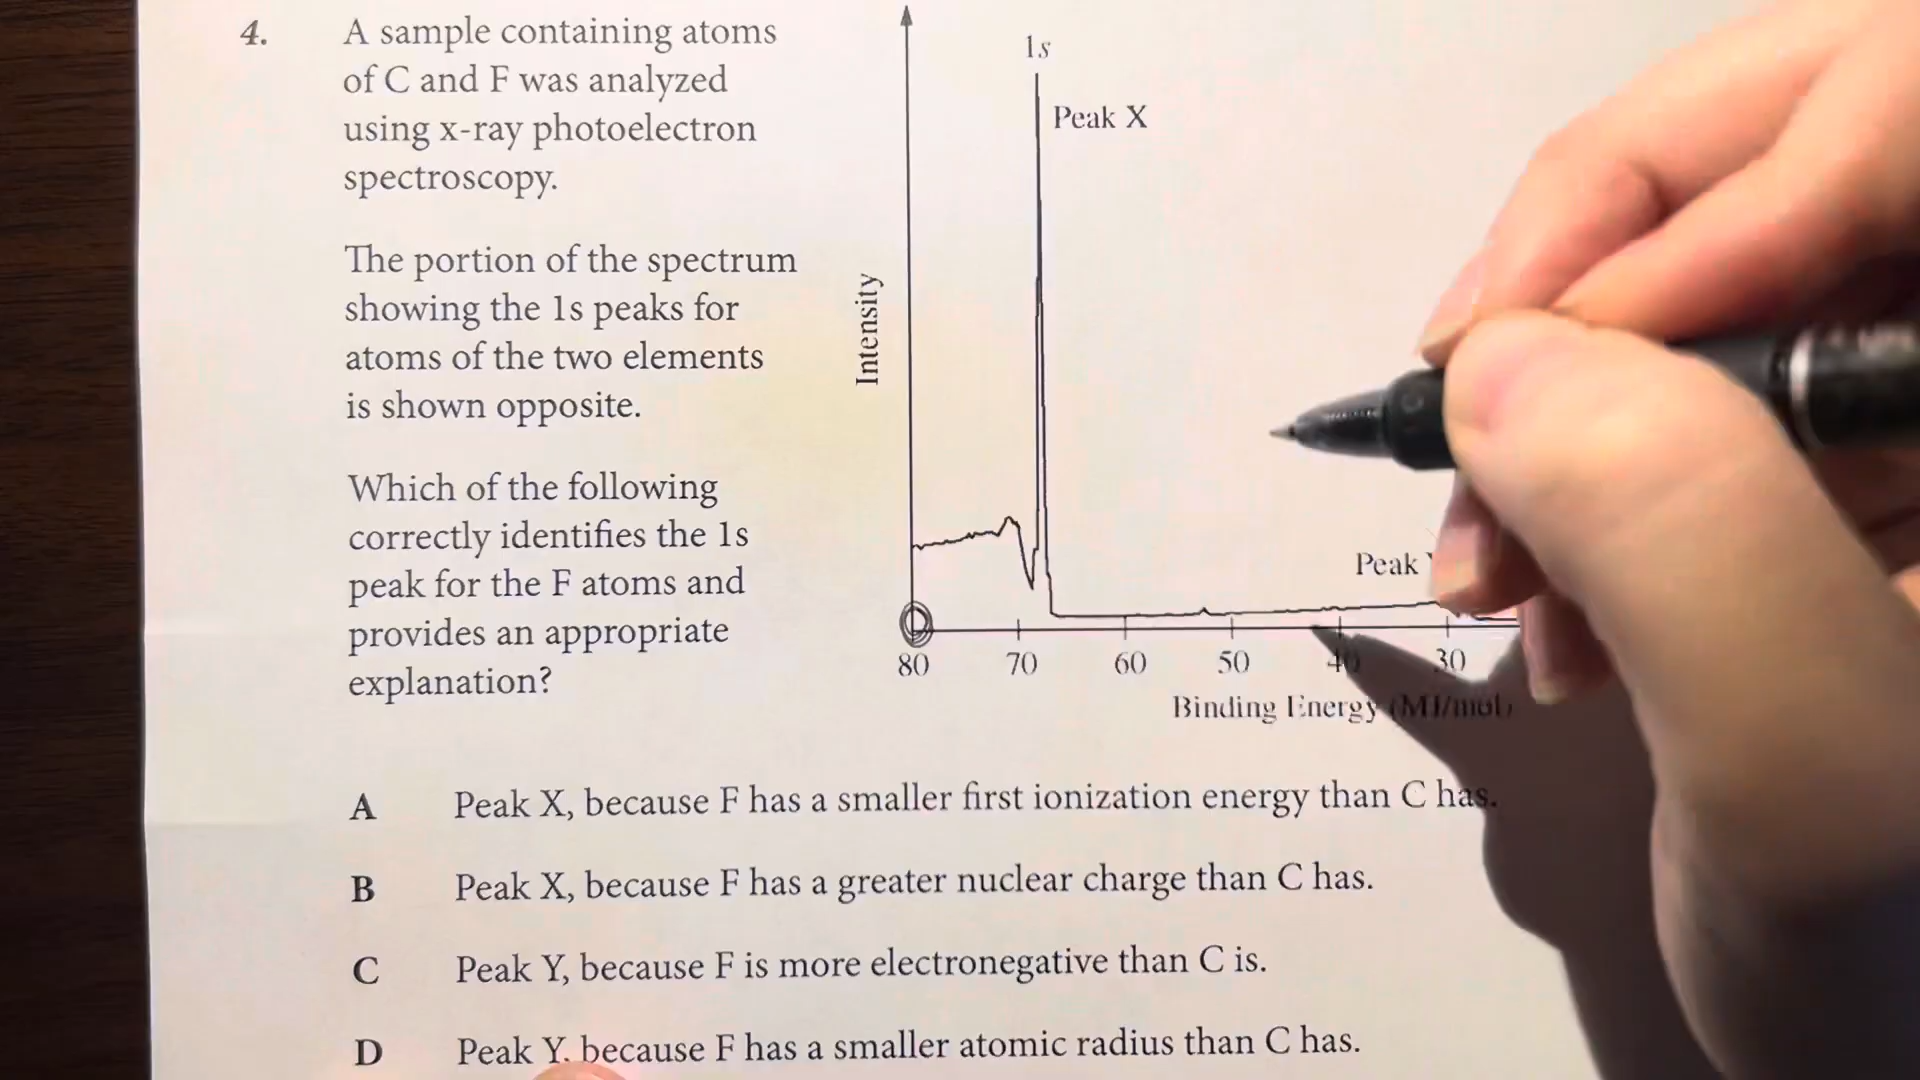 4.
A sample containing atoms
of C and F was analyzed
using x-ray photoelectron
spectroscopy.
The portion of the spectrum
showing the 1s peaks for
atoms of the two elements
is shown opposite.
Which of the following
correctly identifies the 1s
peak for the F atoms and
provides an appropriate
explanation?
1s
Peak X
Intensity
Peak
80 70 60 50 40 30
Binding Energy (MJ/mol)
A Peak X, because F has a smaller first ionization energy than C has.
B Peak X, because F has a greater nuclear charge than C has.
C Peak Y, because F is more electronegative than C is.
D Peak Y, because F has a smaller atomic radius than C has.